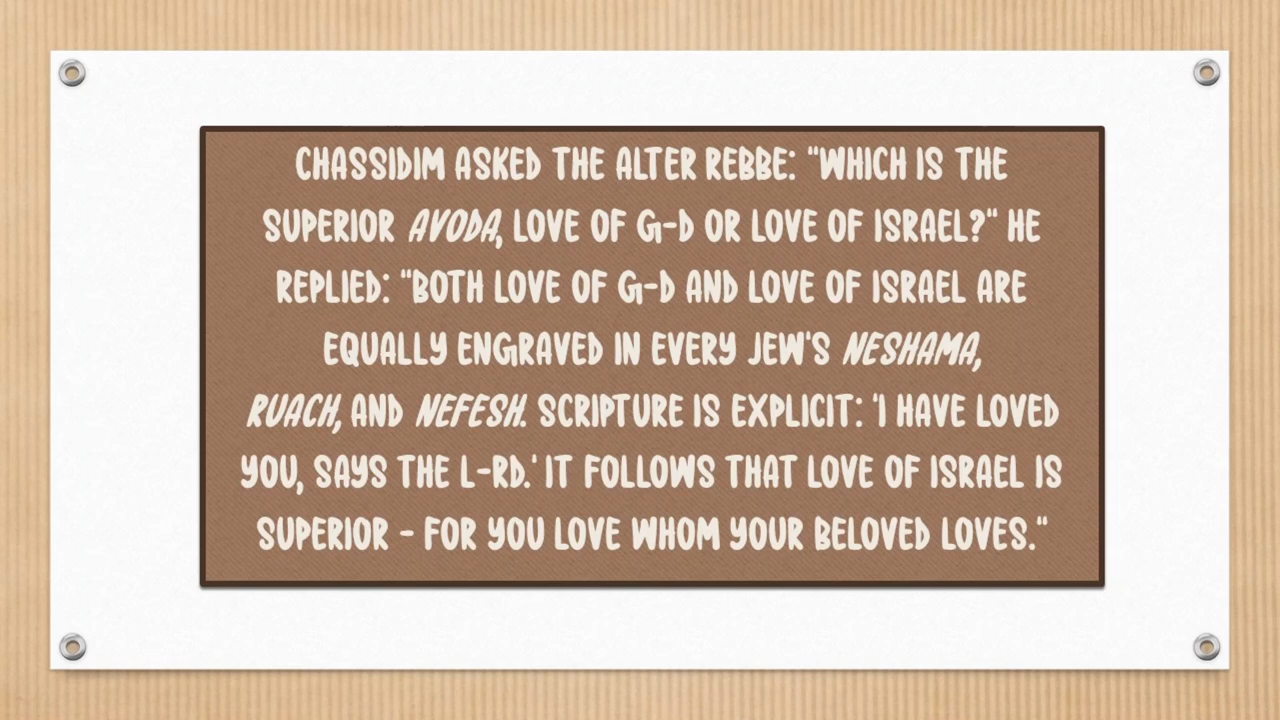 CHASSIDIM ASKED THE ALTER REBBE: "WHICH IS THE
SUPERIOR AVODA, LOVE OF G-D OR LOVE OF ISRAEL?" HE
REPLIED: "BOTH LOVE OF G-D AND LOVE OF ISRAEL ARE
EQUALLY ENGRAVED IN EVERY JEW'S NESHAMA,
RUACH, AND NEFESH. SCRIPTURE IS EXPLICIT: 'I HAVE LOVED
YOU, SAYS THE L-RD.' IT FOLLOWS THAT LOVE OF ISRAEL IS
SUPERIOR - FOR YOU LOVE WHOM YOUR BELOVED LOVES."